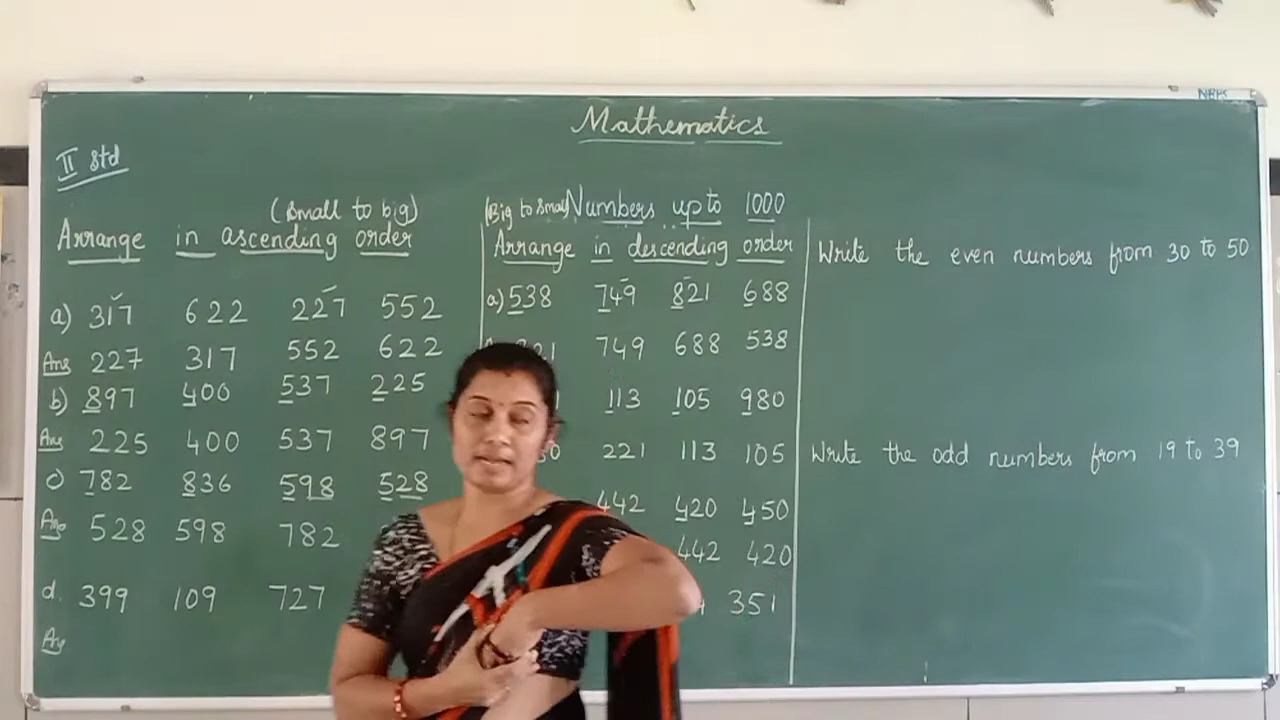 NRPS
Mathematics
II Std
(Small to big)
Arrange in ascending order
a) 317 622 227 552
Ans 227 317 552 622
b) 897 400 537 225
Ans 225 400 537 897
c) 782 836 598 528
Ans 528 598 782
d. 399 109 727
(Big to Small) Numbers upto 1000
Arrange in descending order
a) 538 749 821 688
749 688 538
113 105 980
221 113 105
442 420 450
442 420
351
Write the even numbers from 30 to 50
Write the odd numbers from 19 to 39